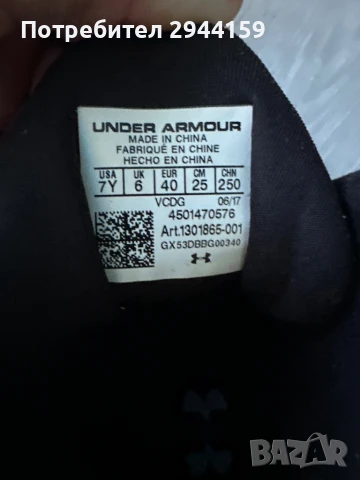 Потребител 2944159
UNDER ARMOUR
MADE IN CHINA
FABRIQUÉ EN CHINE
HECHO EN CHINA
USA UK EUR CM CHN
7Y 6 40 25 250
VCDG 06/17
4501470576
Art.1301865-001
GX53DBBG00340
BAZAR